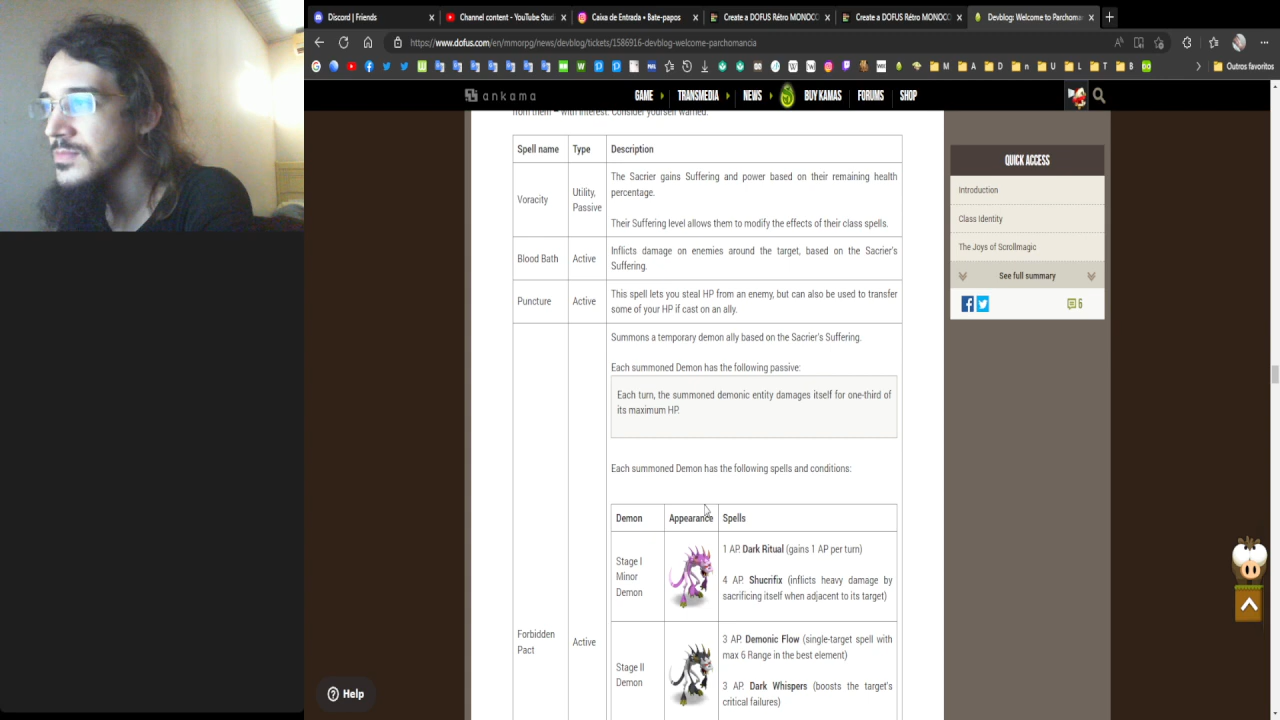 Discord | Friends
Channel content - YouTube Stud
Caixa de Entrada • Bate-papos
Create a DOFUS Rétro MONOCO
Create a DOFUS Rétro MONOCO
Devblog: Welcome to Parchoma
https://www.dofus.com/en/mmorpg/news/devblog/tickets/1586916-devblog-welcome-parchomancia
M
A
D
n
U
L
T
B
Outros favoritos
ankama
GAME
TRANSMEDIA
NEWS
BUY KAMAS
FORUMS
SHOP
from them – with interest. Consider yourself warned.
Spell name
Type
Description
Voracity
Utility,
Passive
The Sacrier gains Suffering and power based on their remaining health
percentage.
Their Suffering level allows them to modify the effects of their class spells.
Blood Bath
Active
Inflicts damage on enemies around the target, based on the Sacrier's
Suffering.
Puncture
Active
This spell lets you steal HP from an enemy, but can also be used to transfer
some of your HP if cast on an ally.
Forbidden
Pact
Active
Summons a temporary demon ally based on the Sacrier's Suffering.
Each summoned Demon has the following passive:
Each turn, the summoned demonic entity damages itself for one-third of
its maximum HP.
Each summoned Demon has the following spells and conditions:
Demon
Appearance
Spells
Stage I
Minor
Demon
1 AP. Dark Ritual (gains 1 AP per turn)
4 AP. Shucrifix (inflicts heavy damage by
sacrificing itself when adjacent to its target)
Stage II
Demon
3 AP. Demonic Flow (single-target spell with
max 6 Range in the best element)
3 AP. Dark Whispers (boosts the target's
critical failures)
QUICK ACCESS
Introduction
Class Identity
The Joys of Scrollmagic
See full summary
6
Help